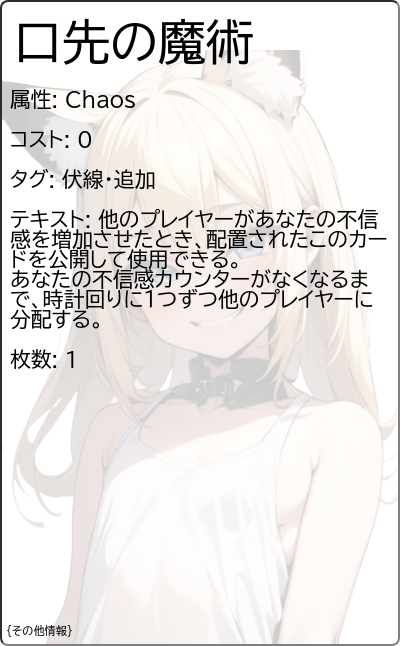 口先の魔術
属性: Chaos
コスト: 0
タグ: 伏線・追加
テキスト: 他のプレイヤーがあなたの不信
感を増加させたとき、配置されたこのカー
ドを公開して使用できる。
あなたの不信感カウンターがなくなるま
で、時計回りに1つずつ他のプレイヤーに
分配する。
枚数: 1
{その他情報}